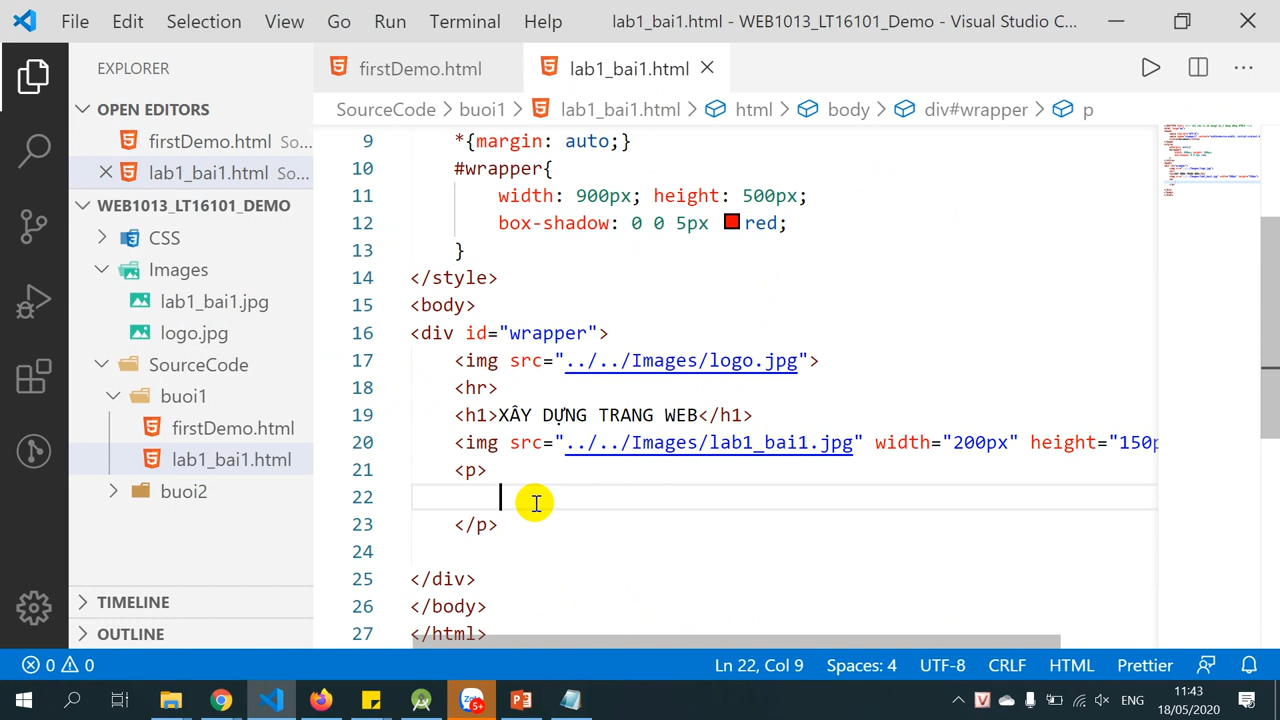 File Edit Selection View Go Run Terminal Help lab1_bai1.html - WEB1013_LT16101_Demo - Visual Studio C...
EXPLORER
firstDemo.html lab1_bai1.html
OPEN EDITORS
firstDemo.html So...
lab1_bai1.html So...
WEB1013_LT16101_DEMO
CSS
Images
lab1_bai1.jpg
logo.jpg
SourceCode
buoi1
firstDemo.html
lab1_bai1.html
buoi2
TIMELINE
OUTLINE
SourceCode buoi1 lab1_bai1.html html body div#wrapper p
9 *{margin: auto;}
10 #wrapper{
11 width: 900px; height: 500px;
12 box-shadow: 0 0 5px red;
13 }
14 </style>
15 <body>
16 <div id="wrapper">
17 <img src="../../Images/logo.jpg">
18 <hr>
19 <h1>XÂY DỰNG TRANG WEB</h1>
20 <img src="../../Images/lab1_bai1.jpg" width="200px" height="150p
21 <p>
22
23 </p>
24
25 </div>
26 </body>
27 </html>
0 0 Ln 22, Col 9 Spaces: 4 UTF-8 CRLF HTML Prettier
ENG 11:43
18/05/2020